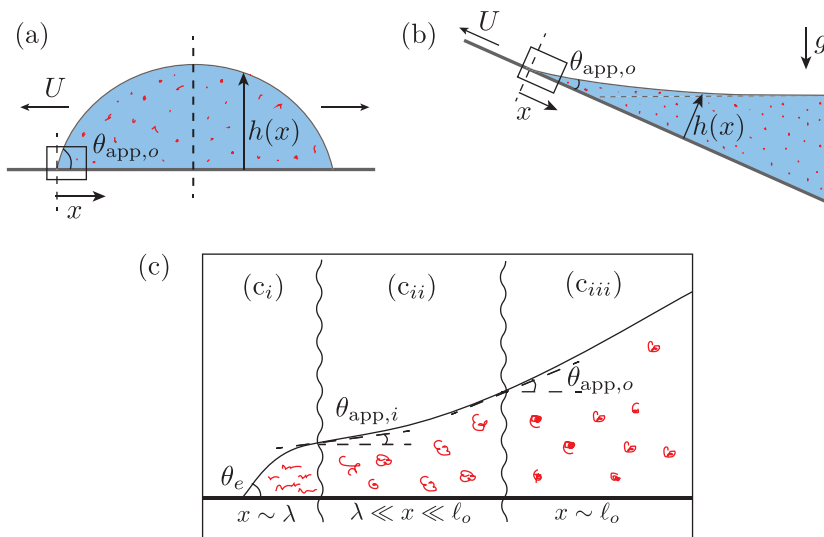 (a)
U
θapp,o
h(x)
x
(b)
U
g
θapp,o
x
h(x)
(c)
(ci) (cii) (ciii)
θapp,i
θapp,o
θe
x ∼ λ λ ≪ x ≪ ℓo x ∼ ℓo